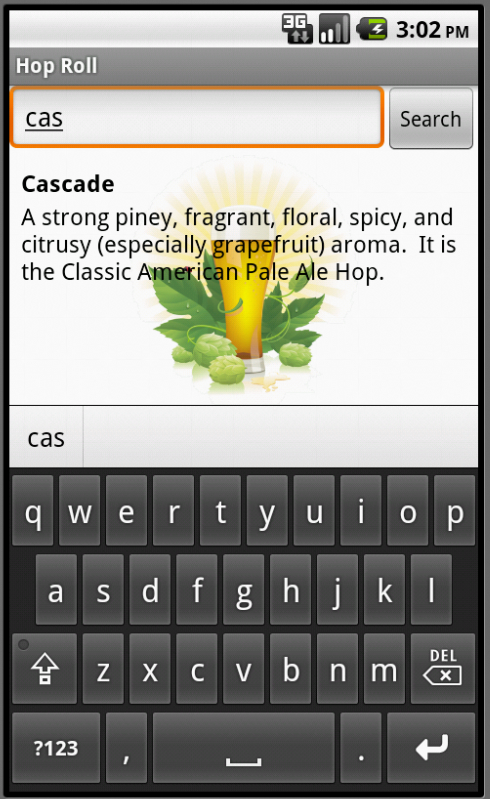 3G 3:02 PM
Hop Roll
cas Search
Cascade
A strong piney, fragrant, floral, spicy, and
citrusy (especially grapefruit) aroma.  It is
the Classic American Pale Ale Hop.
cas
q w e r t y u i o p
a s d f g h j k l
z x c v b n m DEL
?123 , .